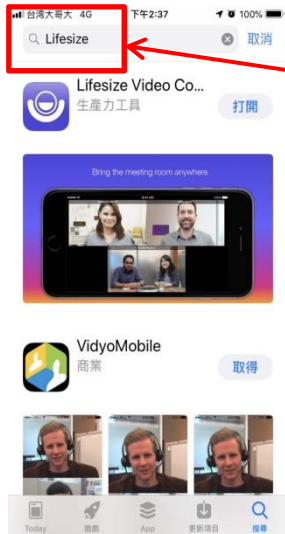 台灣大哥大 4G 下午2:37 100%
Lifesize 取消
Lifesize Video Co...
生產力工具
打開
Bring the meeting room anywhere.
VidyoMobile
商業
取得
Today 遊戲 App 更新項目 搜尋